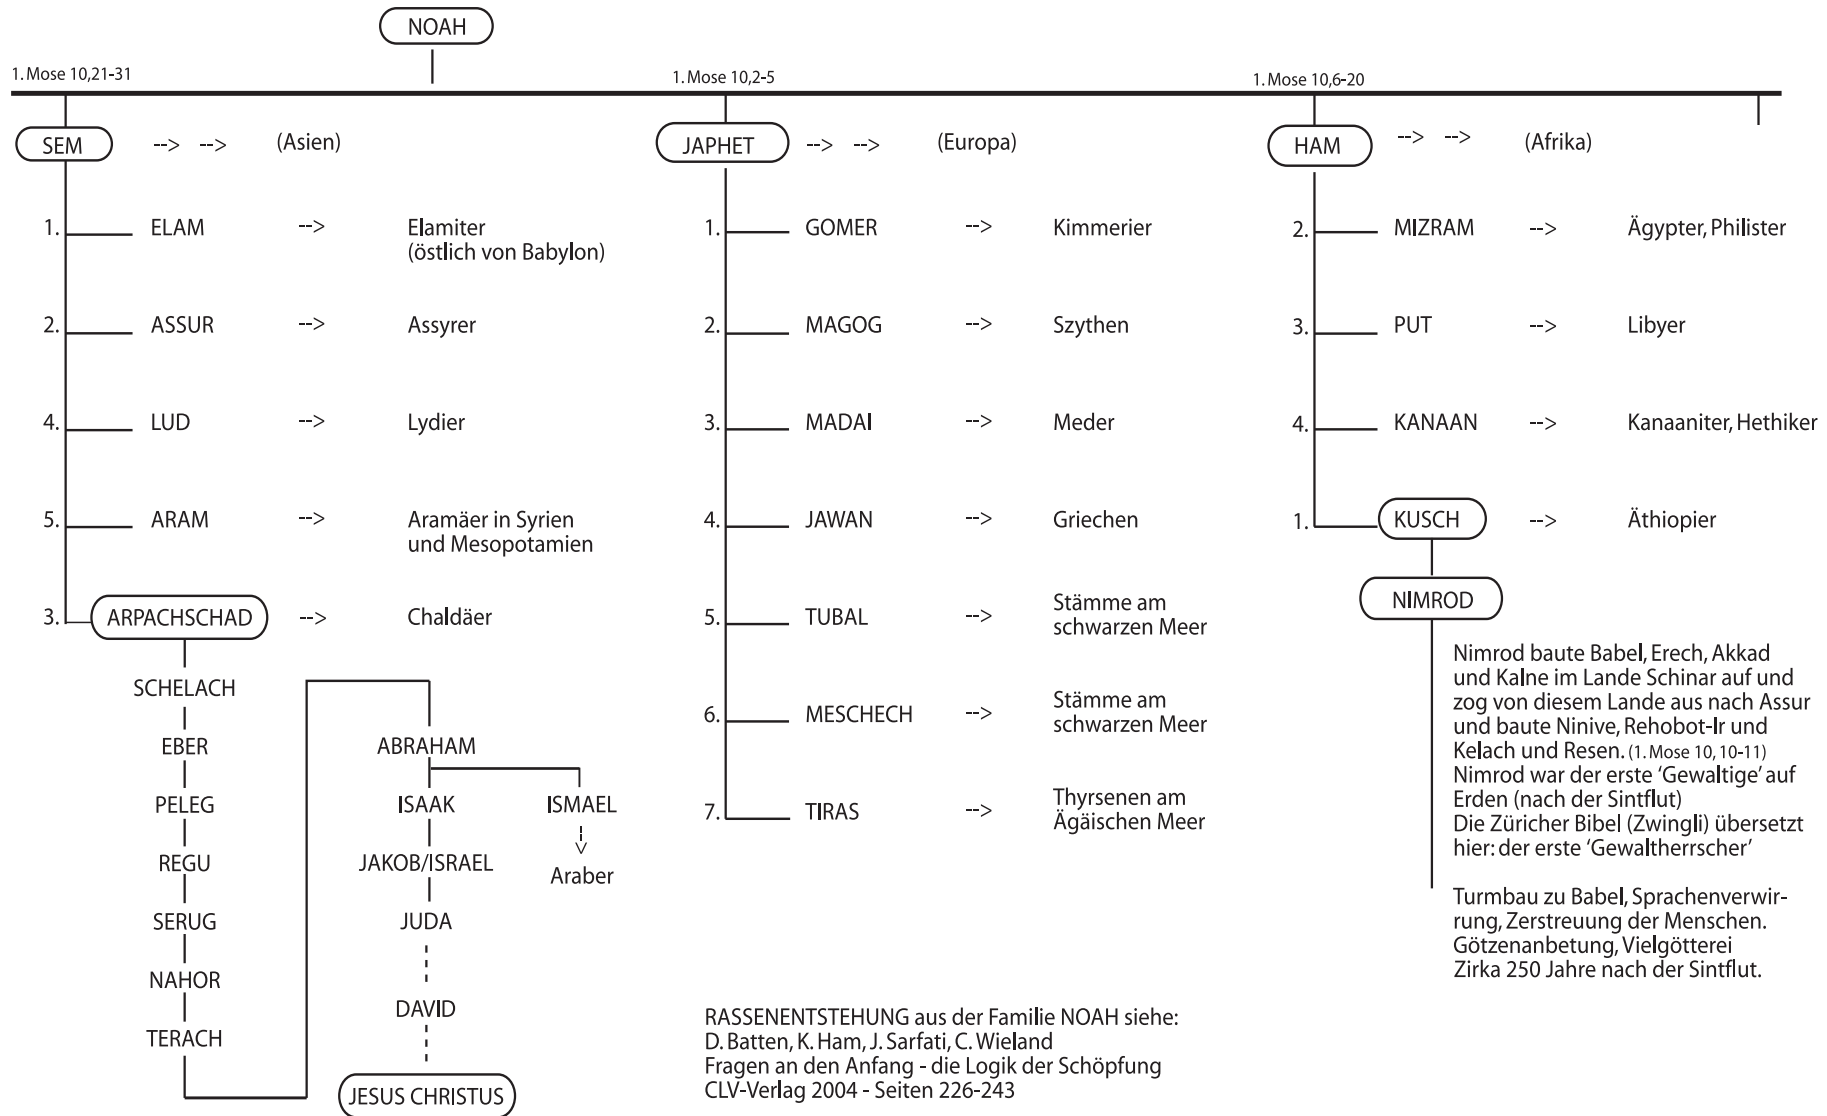 NOAH
1. Mose 10,21-31
1. Mose 10,2-5
1. Mose 10,6-20
SEM --> --> (Asien)
1. ELAM --> Elamiter
(östlich von Babylon)
2. ASSUR --> Assyrer
4. LUD --> Lydier
5. ARAM --> Aramäer in Syrien
und Mesopotamien
3. ARPACHSCHAD --> Chaldäer
SCHELACH
EBER
PELEG
REGU
SERUG
NAHOR
TERACH
ABRAHAM
ISAAK
ISMAEL
JAKOB/ISRAEL
Araber
JUDA
DAVID
JESUS CHRISTUS
JAPHET --> --> (Europa)
1. GOMER --> Kimmerier
2. MAGOG --> Szythen
3. MADAI --> Meder
4. JAWAN --> Griechen
5. TUBAL --> Stämme am
schwarzen Meer
6. MESCHECH --> Stämme am
schwarzen Meer
7. TIRAS --> Thyrsenen am
Ägäischen Meer
HAM --> --> (Afrika)
2. MIZRAM --> Ägypter, Philister
3. PUT --> Libyer
4. KANAAN --> Kanaaniter, Hethiker
1. KUSCH --> Äthiopier
NIMROD
Nimrod baute Babel, Erech, Akkad
und Kalne im Lande Schinar auf und
zog von diesem Lande aus nach Assur
und baute Ninive, Rehobot-Ir und
Kelach und Resen. (1. Mose 10, 10-11)
Nimrod war der erste ‘Gewaltige’ auf
Erden (nach der Sintflut)
Die Züricher Bibel (Zwingli) übersetzt
hier: der erste ‘Gewaltherrscher’
Turmbau zu Babel, Sprachenverwir-
rung, Zerstreuung der Menschen.
Götzenanbetung, Vielgötterei
Zirka 250 Jahre nach der Sintflut.
RASSENENTSTEHUNG aus der Familie NOAH siehe:
D. Batten, K. Ham, J. Sarfati, C. Wieland
Fragen an den Anfang - die Logik der Schöpfung
CLV-Verlag 2004 - Seiten 226-243